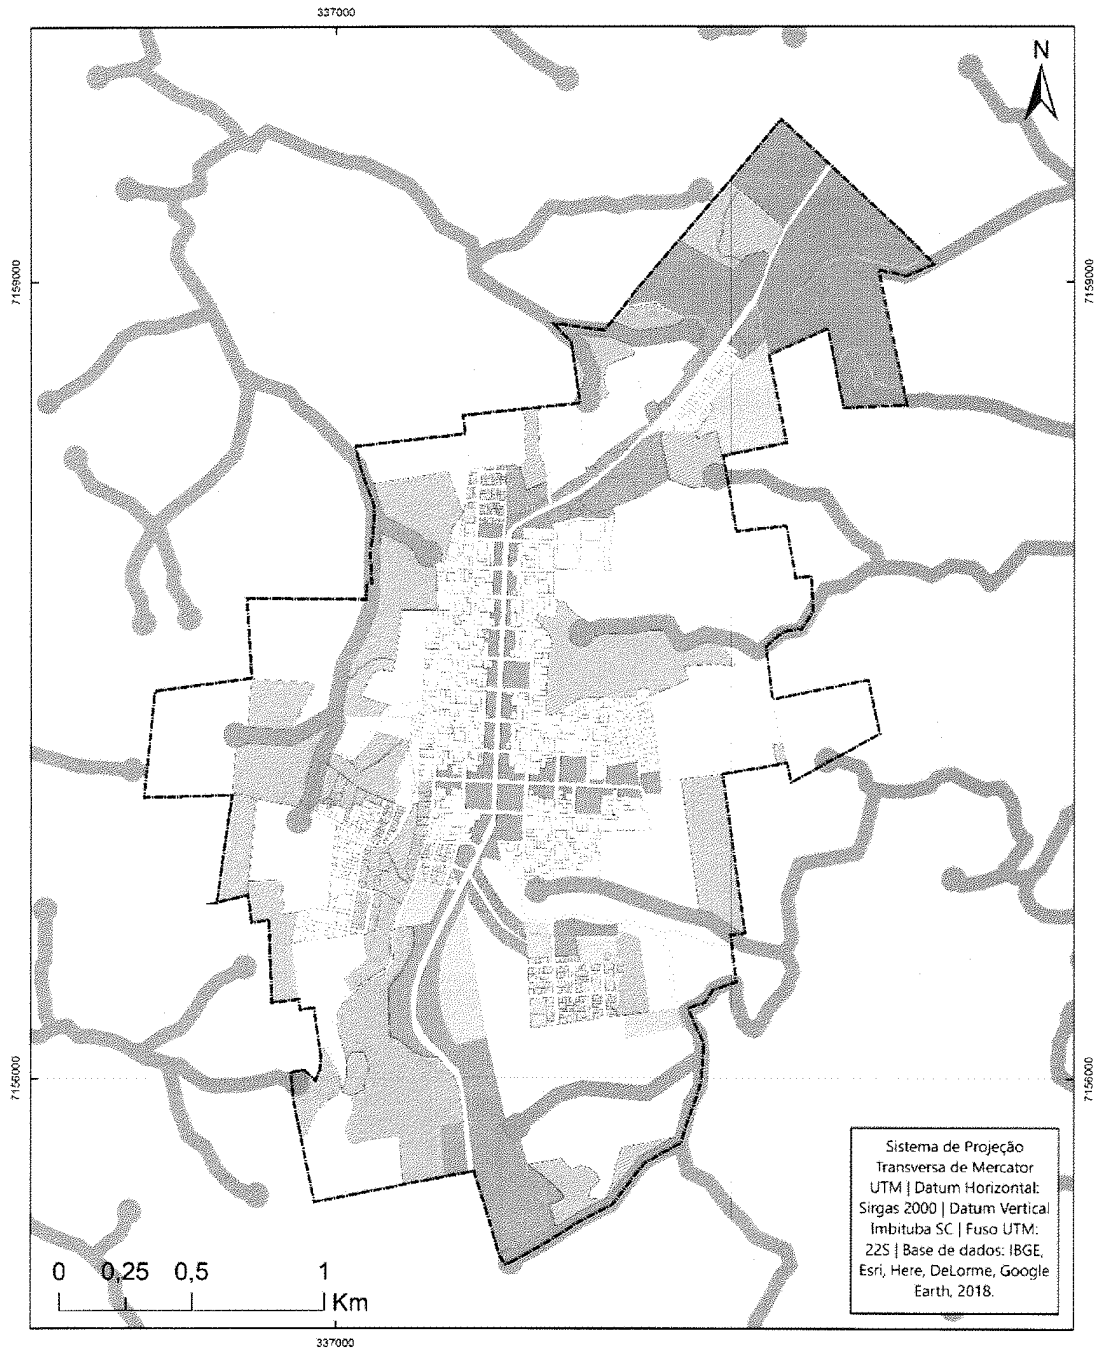 337000
N
7159000
7159000
7156000
7156000
Sistema de Projeção
Transversa de Mercator
UTM | Datum Horizontal:
Sirgas 2000 | Datum Vertical
Imbituba SC | Fuso UTM:
22S | Base de dados: IBGE,
Esri, Here, DeLorme, Google
Earth, 2018.
0 0,25 0,5 1
Km
337000